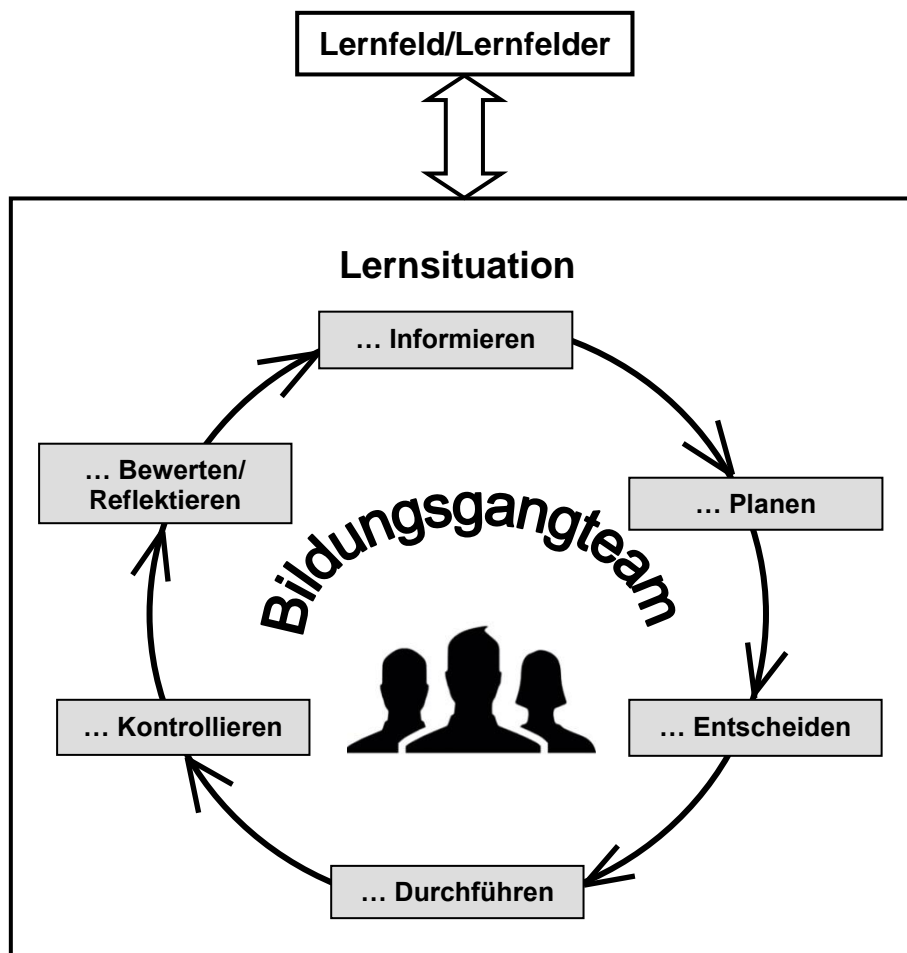 Lernfeld/Lernfelder
Lernsituation
… Informieren
… Planen
… Entscheiden
… Durchführen
… Kontrollieren
… Bewerten/
Reflektieren
Bildungsgangteam